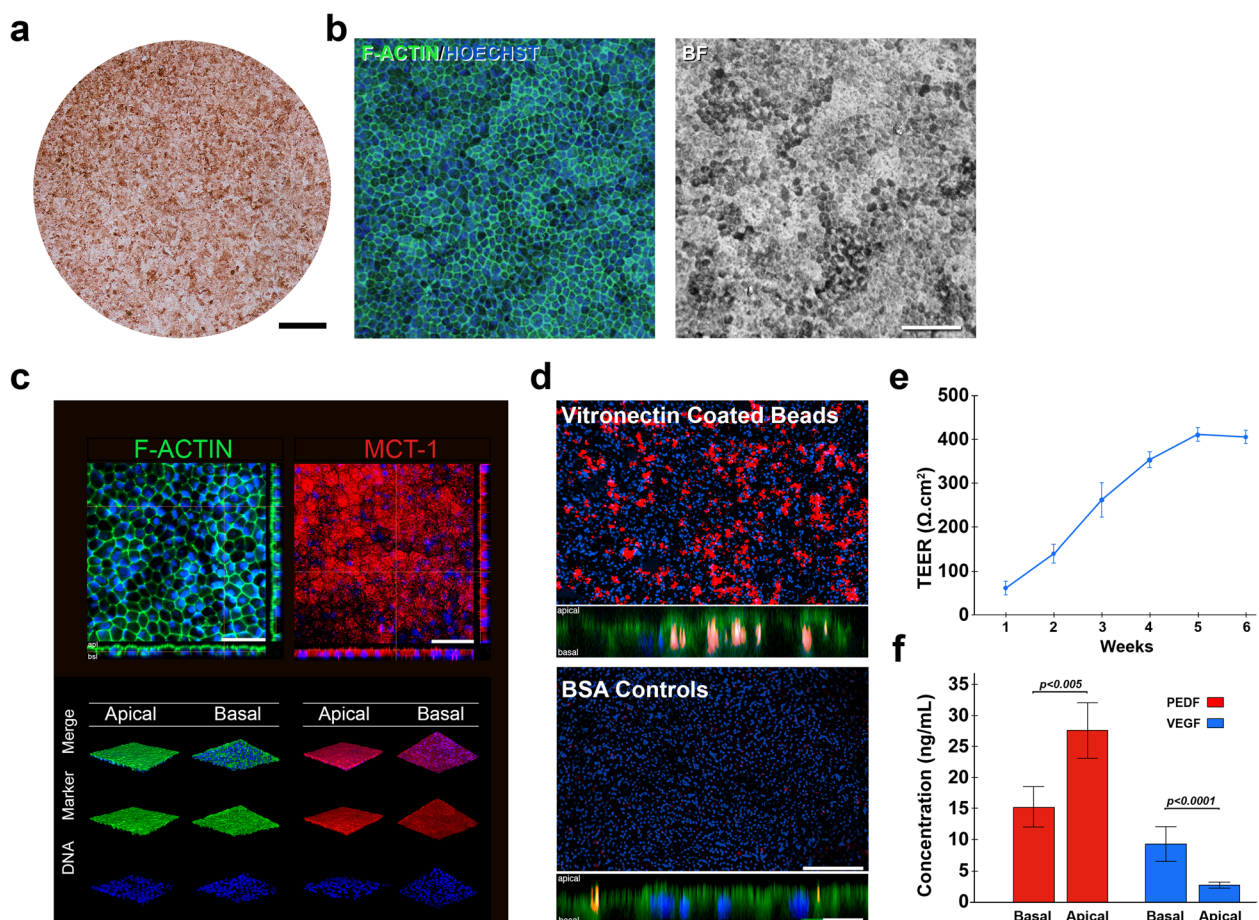 a
b
F-ACTIN/HOECHST
BF
c
F-ACTIN
MCT-1
api
bsl
Apical Basal Apical Basal
Merge
Marker
DNA
d
Vitronectin Coated Beads
apical
basal
BSA Controls
apical
basal
e
500
400
300
200
100
0
TEER (Ω.cm²)
1 2 3 4 5 6
Weeks
f
35
30
25
20
15
10
5
0
Concentration (ng/mL)
p<0.005
p<0.0001
PEDF
VEGF
Basal Apical Basal Apical